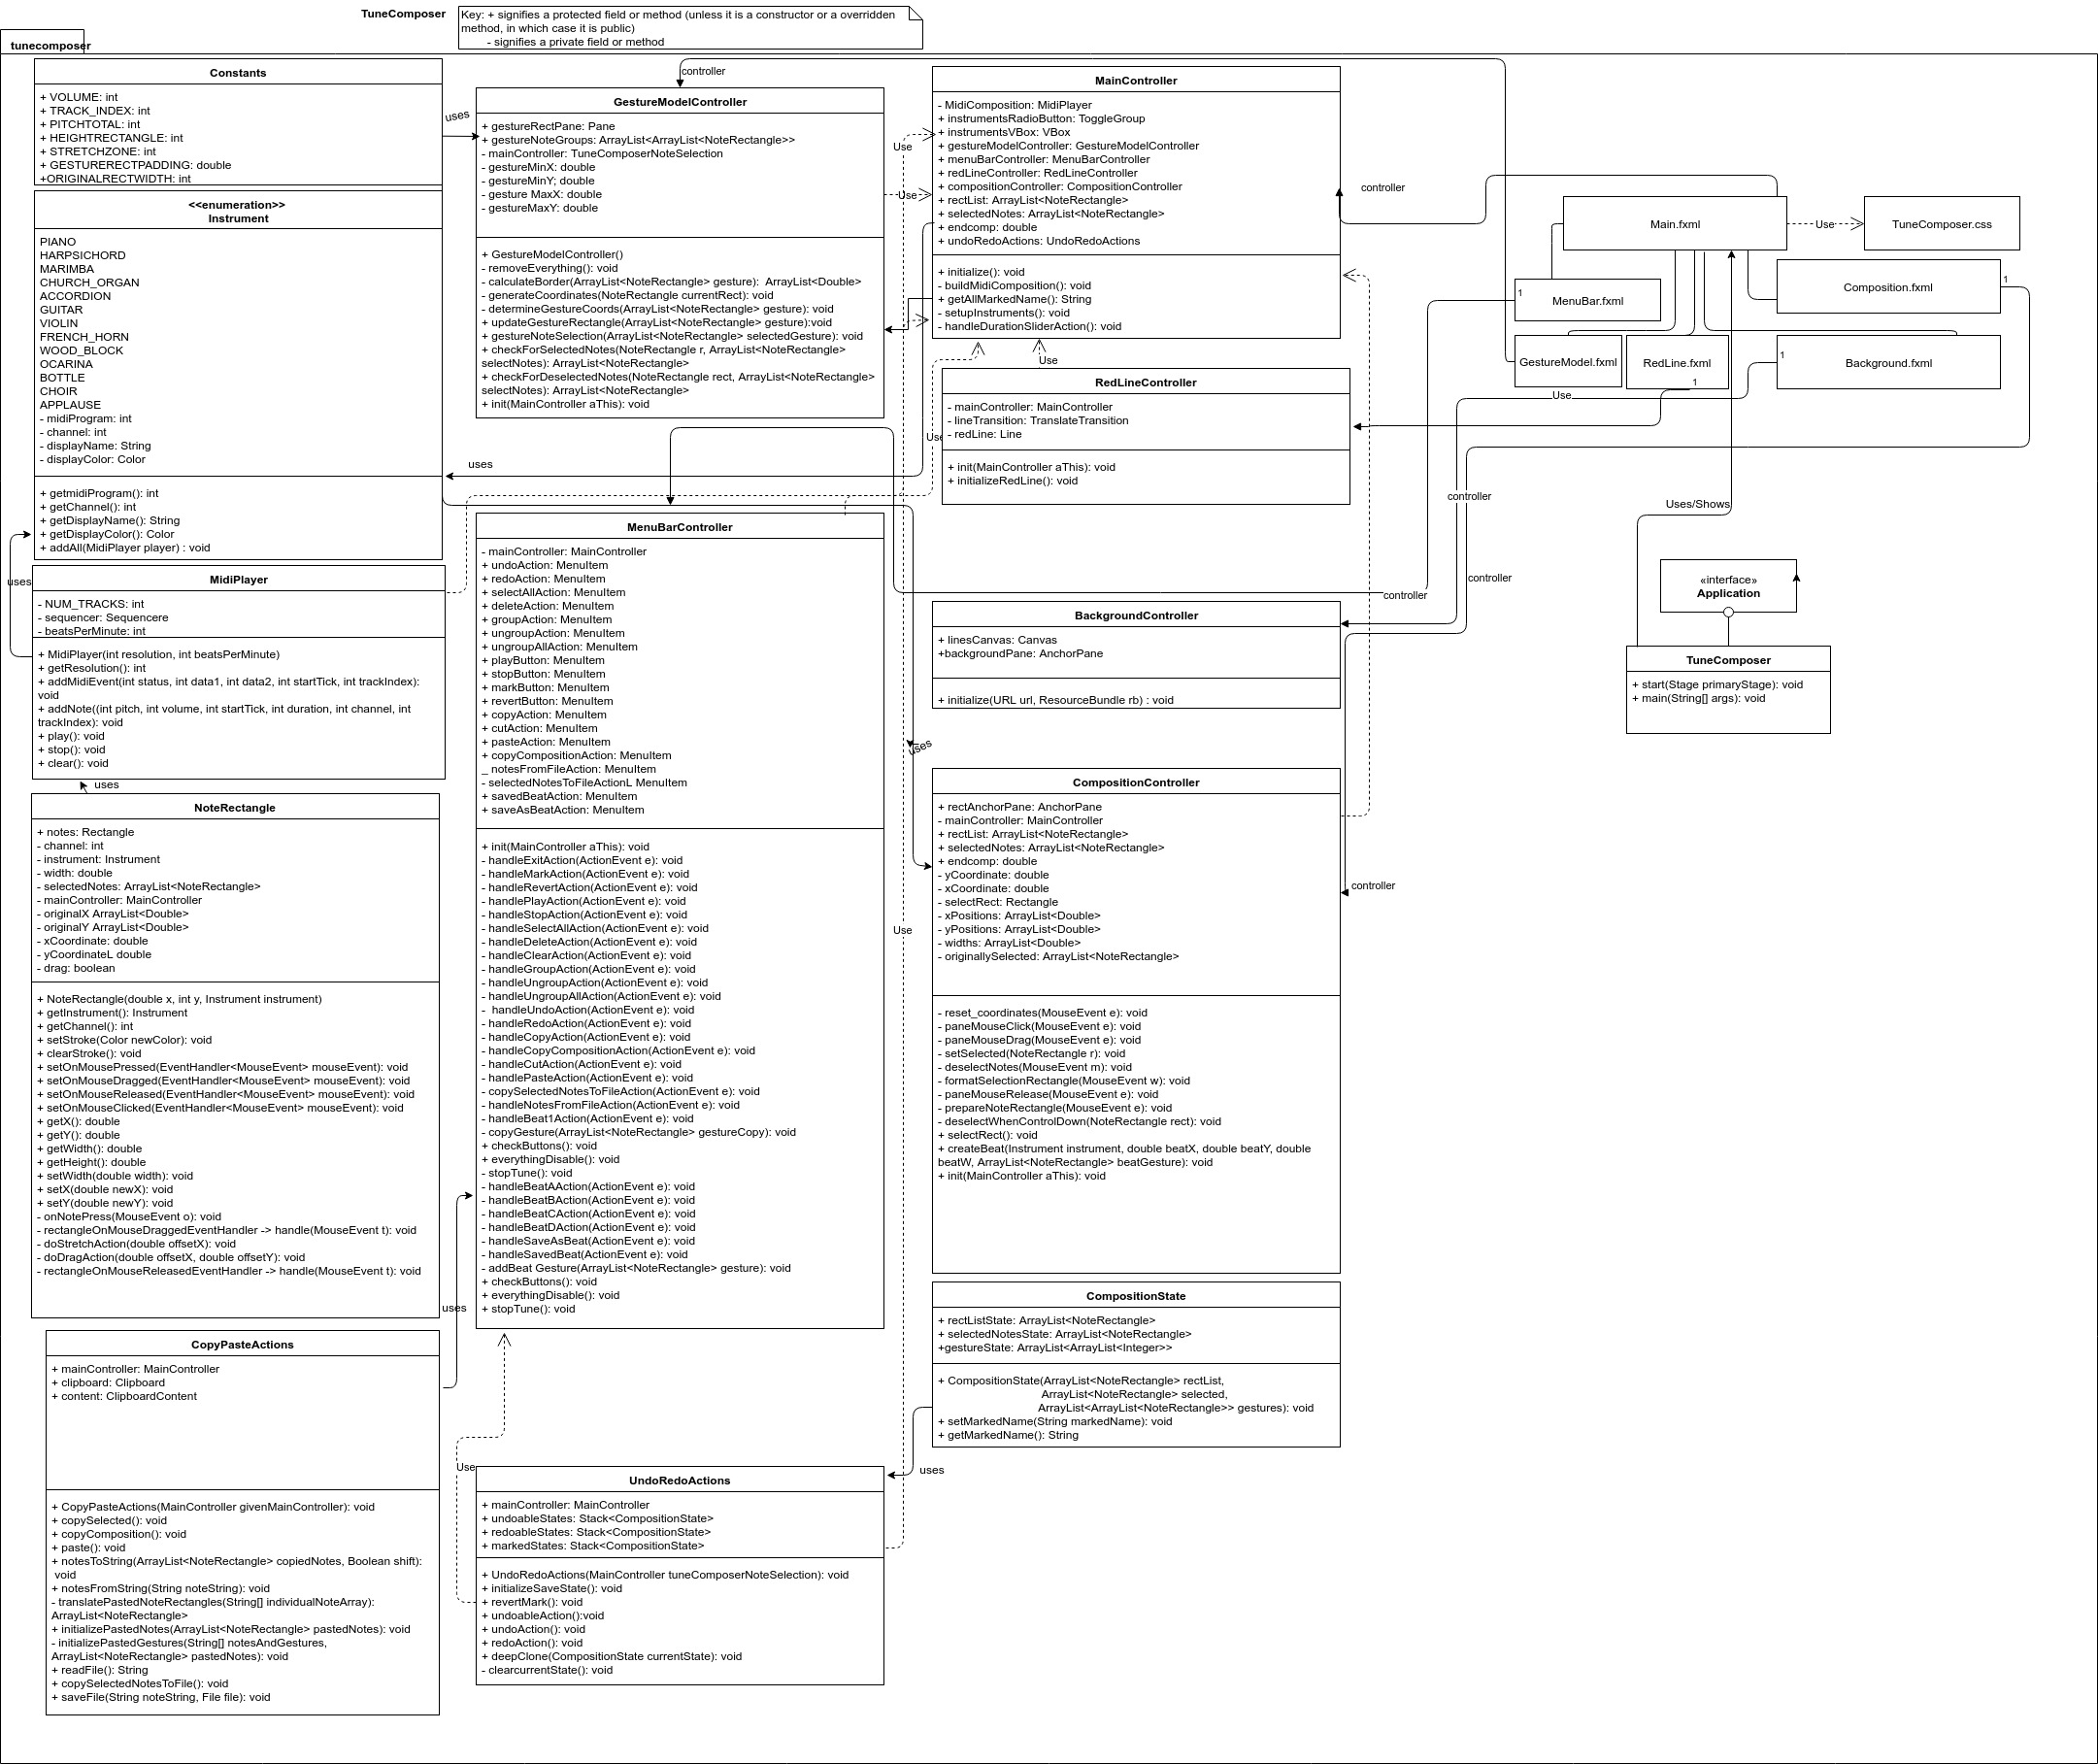 TuneComposer
Key: + signifies a protected field or method (unless it is a constructor or a overridden
method, in which case it is public)
- signifies a private field or method
tunecomposer
Constants
+ VOLUME: int
+ TRACK_INDEX: int
+ PITCHTOTAL: int
+ HEIGHTRECTANGLE: int
+ STRETCHZONE: int
+ GESTURERECTPADDING: double
+ORIGINALRECTWIDTH: int
<<enumeration>>
Instrument
PIANO
HARPSICHORD
MARIMBA
CHURCH_ORGAN
ACCORDION
GUITAR
VIOLIN
FRENCH_HORN
WOOD_BLOCK
OCARINA
BOTTLE
CHOIR
APPLAUSE
- midiProgram: int
- channel: int
- displayName: String
- displayColor: Color
+ getmidiProgram(): int
+ getChannel(): int
+ getDisplayName(): String
+ getDisplayColor(): Color
+ addAll(MidiPlayer player) : void
uses
MidiPlayer
- NUM_TRACKS: int
- sequencer: Sequencere
- beatsPerMinute: int
+ MidiPlayer(int resolution, int beatsPerMinute)
+ getResolution(): int
+ addMidiEvent(int status, int data1, int data2, int startTick, int trackIndex):
void
+ addNote((int pitch, int volume, int startTick, int duration, int channel, int
trackIndex): void
+ play(): void
+ stop(): void
+ clear(): void
uses
NoteRectangle
+ notes: Rectangle
- channel: int
- instrument: Instrument
- width: double
- selectedNotes: ArrayList<NoteRectangle>
- mainController: MainController
- originalX ArrayList<Double>
- originalY ArrayList<Double>
- xCoordinate: double
- yCoordinateL double
- drag: boolean
+ NoteRectangle(double x, int y, Instrument instrument)
+ getInstrument(): Instrument
+ getChannel(): int
+ setStroke(Color newColor): void
+ clearStroke(): void
+ setOnMousePressed(EventHandler<MouseEvent> mouseEvent): void
+ setOnMouseDragged(EventHandler<MouseEvent> mouseEvent): void
+ setOnMouseReleased(EventHandler<MouseEvent> mouseEvent): void
+ setOnMouseClicked(EventHandler<MouseEvent> mouseEvent): void
+ getX(): double
+ getY(): double
+ getWidth(): double
+ getHeight(): double
+ setWidth(double width): void
+ setX(double newX): void
+ setY(double newY): void
- onNotePress(MouseEvent o): void
- rectangleOnMouseDraggedEventHandler -> handle(MouseEvent t): void
- doStretchAction(double offsetX): void
- doDragAction(double offsetX, double offsetY): void
- rectangleOnMouseReleasedEventHandler -> handle(MouseEvent t): void
uses
CopyPasteActions
+ mainController: MainController
+ clipboard: Clipboard
+ content: ClipboardContent
+ CopyPasteActions(MainController givenMainController): void
+ copySelected(): void
+ copyComposition(): void
+ paste(): void
+ notesToString(ArrayList<NoteRectangle> copiedNotes, Boolean shift):
void
+ notesFromString(String noteString): void
- translatePastedNoteRectangles(String[] individualNoteArray):
ArrayList<NoteRectangle>
+ initializePastedNotes(ArrayList<NoteRectangle> pastedNotes): void
- initializePastedGestures(String[] notesAndGestures,
ArrayList<NoteRectangle> pastedNotes): void
+ readFile(): String
+ copySelectedNotesToFile(): void
+ saveFile(String noteString, File file): void
controller
uses
GestureModelController
+ gestureRectPane: Pane
+ gestureNoteGroups: ArrayList<ArrayList<NoteRectangle>>
- mainController: TuneComposerNoteSelection
- gestureMinX: double
- gestureMinY; double
- gesture MaxX: double
- gestureMaxY: double
+ GestureModelController()
- removeEverything(): void
- calculateBorder(ArrayList<NoteRectangle> gesture):  ArrayList<Double>
- generateCoordinates(NoteRectangle currentRect): void
- determineGestureCoords(ArrayList<NoteRectangle> gesture): void
+ updateGestureRectangle(ArrayList<NoteRectangle> gesture):void
- gestureNoteSelection(ArrayList<NoteRectangle> selectedGesture): void
+ checkForSelectedNotes(NoteRectangle r, ArrayList<NoteRectangle>
selectNotes): ArrayList<NoteRectangle>
+ checkForDeselectedNotes(NoteRectangle rect, ArrayList<NoteRectangle>
selectNotes): ArrayList<NoteRectangle>
+ init(MainController aThis): void
uses
MenuBarController
- mainController: MainController
+ undoAction: MenuItem
+ redoAction: MenuItem
+ selectAllAction: MenuItem
+ deleteAction: MenuItem
+ groupAction: MenuItem
+ ungroupAction: MenuItem
+ ungroupAllAction: MenuItem
+ playButton: MenuItem
+ stopButton: MenuItem
+ markButton: MenuItem
+ revertButton: MenuItem
+ copyAction: MenuItem
+ cutAction: MenuItem
+ pasteAction: MenuItem
+ copyCompositionAction: MenuItem
_ notesFromFileAction: MenuItem
- selectedNotesToFileActionL MenuItem
+ savedBeatAction: MenuItem
+ saveAsBeatAction: MenuItem
+ init(MainController aThis): void
- handleExitAction(ActionEvent e): void
- handleMarkAction(ActionEvent e): void
- handleRevertAction(ActionEvent e): void
- handlePlayAction(ActionEvent e): void
- handleStopAction(ActionEvent e): void
- handleSelectAllAction(ActionEvent e): void
- handleDeleteAction(ActionEvent e): void
- handleClearAction(ActionEvent e): void
- handleGroupAction(ActionEvent e): void
- handleUngroupAction(ActionEvent e): void
- handleUngroupAllAction(ActionEvent e): void
-  handleUndoAction(ActionEvent e): void
- handleRedoAction(ActionEvent e): void
- handleCopyAction(ActionEvent e): void
- handleCopyCompositionAction(ActionEvent e): void
- handleCutAction(ActionEvent e): void
- handlePasteAction(ActionEvent e): void
- copySelectedNotesToFileAction(ActionEvent e): void
- handleNotesFromFileAction(ActionEvent e): void
- handleBeat1Action(ActionEvent e): void
- copyGesture(ArrayList<NoteRectangle> gestureCopy): void
+ checkButtons(): void
+ everythingDisable(): void
- stopTune(): void
- handleBeatAAction(ActionEvent e): void
- handleBeatBAction(ActionEvent e): void
- handleBeatCAction(ActionEvent e): void
- handleBeatDAction(ActionEvent e): void
- handleSaveAsBeat(ActionEvent e): void
- handleSavedBeat(ActionEvent e): void
- addBeat Gesture(ArrayList<NoteRectangle> gesture): void
+ checkButtons(): void
+ everythingDisable(): void
+ stopTune(): void
Use
UndoRedoActions
+ mainController: MainController
+ undoableStates: Stack<CompositionState>
+ redoableStates: Stack<CompositionState>
+ markedStates: Stack<CompositionState>
+ UndoRedoActions(MainController tuneComposerNoteSelection): void
+ initializeSaveState(): void
+ revertMark(): void
+ undoableAction():void
+ undoAction(): void
+ redoAction(): void
+ deepClone(CompositionState currentState): void
- clearcurrentState(): void
Use
Use
Use
uses
Use
MainController
- MidiComposition: MidiPlayer
+ instrumentsRadioButton: ToggleGroup
+ instrumentsVBox: VBox
+ gestureModelController: GestureModelController
+ menuBarController: MenuBarController
+ redLineController: RedLineController
+ compositionController: CompositionController
+ rectList: ArrayList<NoteRectangle>
+ selectedNotes: ArrayList<NoteRectangle>
+ endcomp: double
+ undoRedoActions: UndoRedoActions
+ initialize(): void
- buildMidiComposition(): void
+ getAllMarkedName(): String
- setupInstruments(): void
- handleDurationSliderAction(): void
Use
RedLineController
- mainController: MainController
- lineTransition: TranslateTransition
- redLine: Line
+ init(MainController aThis): void
+ initializeRedLine(): void
BackgroundController
+ linesCanvas: Canvas
+backgroundPane: AnchorPane
+ initialize(URL url, ResourceBundle rb) : void
CompositionController
+ rectAnchorPane: AnchorPane
- mainController: MainController
+ rectList: ArrayList<NoteRectangle>
+ selectedNotes: ArrayList<NoteRectangle>
+ endcomp: double
- yCoordinate: double
- xCoordinate: double
- selectRect: Rectangle
- xPositions: ArrayList<Double>
- yPositions: ArrayList<Double>
- widths: ArrayList<Double>
- originallySelected: ArrayList<NoteRectangle>
- reset_coordinates(MouseEvent e): void
- paneMouseClick(MouseEvent e): void
- paneMouseDrag(MouseEvent e): void
- setSelected(NoteRectangle r): void
- deselectNotes(MouseEvent m): void
- formatSelectionRectangle(MouseEvent w): void
- paneMouseRelease(MouseEvent e): void
- prepareNoteRectangle(MouseEvent e): void
- deselectWhenControlDown(NoteRectangle rect): void
+ selectRect(): void
+ createBeat(Instrument instrument, double beatX, double beatY, double
beatW, ArrayList<NoteRectangle> beatGesture): void
+ init(MainController aThis): void
CompositionState
+ rectListState: ArrayList<NoteRectangle>
+ selectedNotesState: ArrayList<NoteRectangle>
+gestureState: ArrayList<ArrayList<Integer>>
+ CompositionState(ArrayList<NoteRectangle> rectList,
ArrayList<NoteRectangle> selected,
ArrayList<ArrayList<NoteRectangle>> gestures): void
+ setMarkedName(String markedName): void
+ getMarkedName(): String
uses
controller
Main.fxml
Use
TuneComposer.css
1
MenuBar.fxml
Composition.fxml
1
GestureModel.fxml
RedLine.fxml
1
1
Background.fxml
Use
controller
Uses/Shows
controller
controller
controller
«interface»
Application
TuneComposer
+ start(Stage primaryStage): void
+ main(String[] args): void